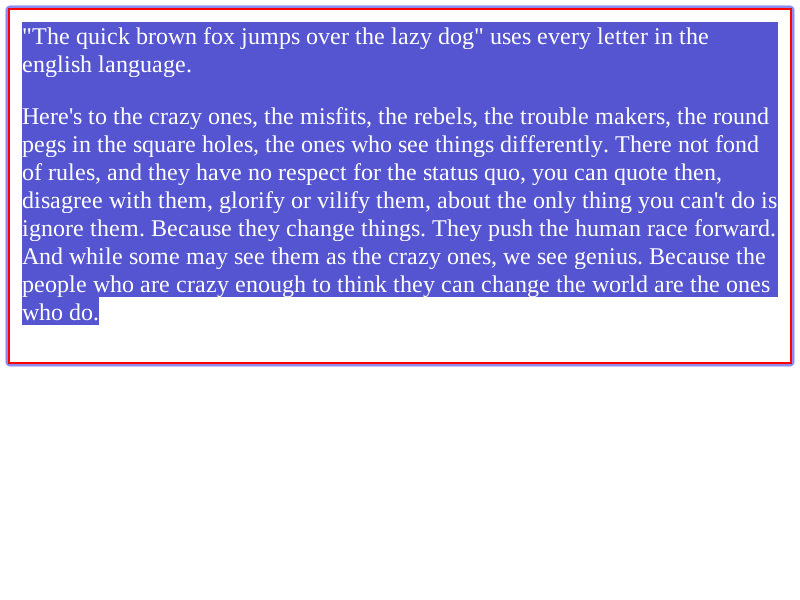 "The quick brown fox jumps over the lazy dog" uses every letter in the
english language.
Here's to the crazy ones, the misfits, the rebels, the trouble makers, the round
pegs in the square holes, the ones who see things differently. There not fond
of rules, and they have no respect for the status quo, you can quote then,
disagree with them, glorify or vilify them, about the only thing you can't do is
ignore them. Because they change things. They push the human race forward.
And while some may see them as the crazy ones, we see genius. Because the
people who are crazy enough to think they can change the world are the ones
who do.